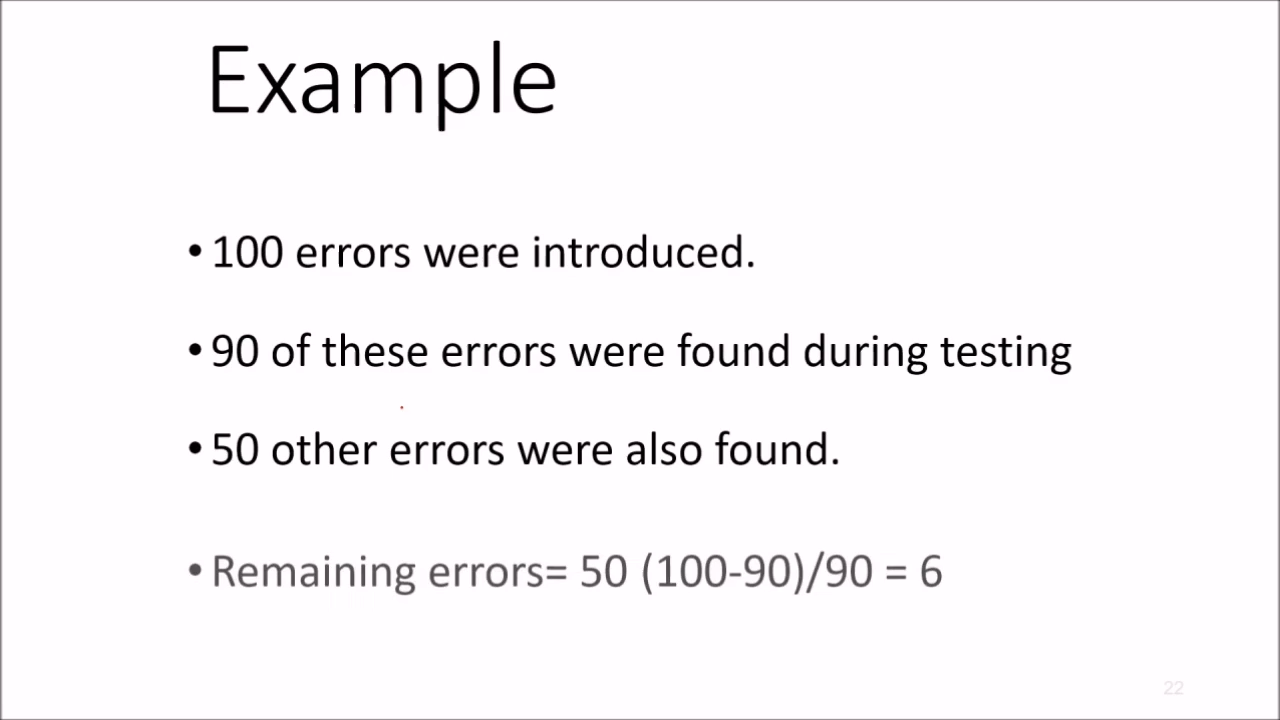 Example
• 100 errors were introduced.
• 90 of these errors were found during testing
• 50 other errors were also found.
• Remaining errors= 50 (100-90)/90 = 6
22